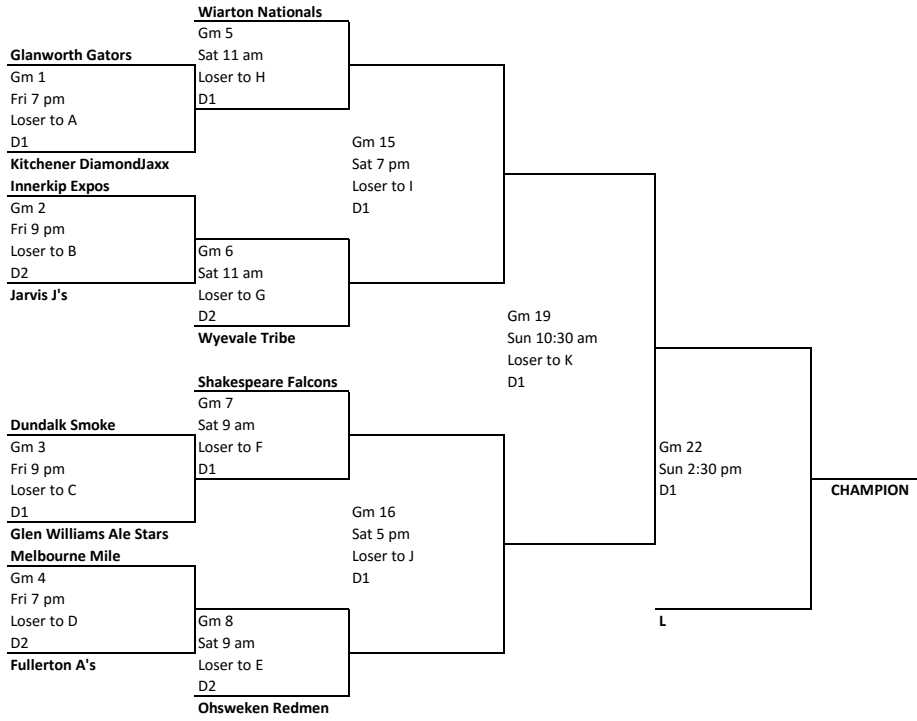 Wiarton Nationals
Gm 5
Sat 11 am
Loser to H
D1
Glanworth Gators
Gm 1
Fri 7 pm
Loser to A
D1
Kitchener DiamondJaxx
Innerkip Expos
Gm 2
Fri 9 pm
Loser to B
D2
Jarvis J's
Gm 6
Sat 11 am
Loser to G
D2
Wyevale Tribe
Gm 15
Sat 7 pm
Loser to I
D1
Shakespeare Falcons
Gm 7
Sat 9 am
Loser to F
D1
Dundalk Smoke
Gm 3
Fri 9 pm
Loser to C
D1
Glen Williams Ale Stars
Melbourne Mile
Gm 4
Fri 7 pm
Loser to D
D2
Fullerton A's
Gm 8
Sat 9 am
Loser to E
D2
Ohsweken Redmen
Gm 16
Sat 5 pm
Loser to J
D1
Gm 19
Sun 10:30 am
Loser to K
D1
Gm 22
Sun 2:30 pm
D1
L
CHAMPION